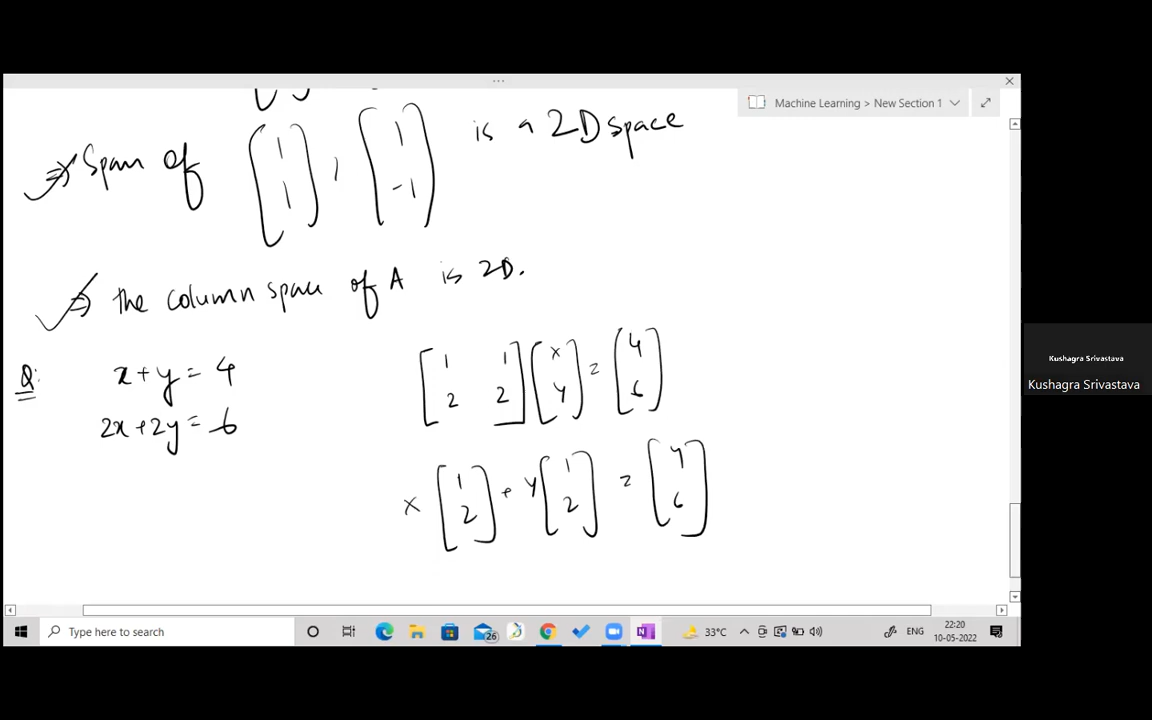 Machine Learning > New Section 1
⇒ Span of [1 1], [1 -1] is a 2D space
⇒ the column space of A is 2D.
Q: x+y = 4
2x+2y = 6
[1 1
2 2] [x
y] = [4
6]
x [1
2] + y [1
2] = [4
6]
Kushagra Srivastava
Kushagra Srivastava
Type here to search
26
33°C
ENG
22:20
10-05-2022